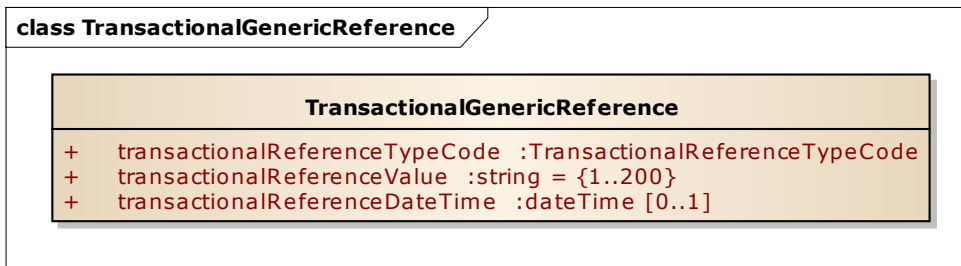 class TransactionalGenericReference
TransactionalGenericReference
+ transactionalReferenceTypeCode :TransactionalReferenceTypeCode
+ transactionalReferenceValue :string = {1..200}
+ transactionalReferenceDateTime :dateTime [0..1]